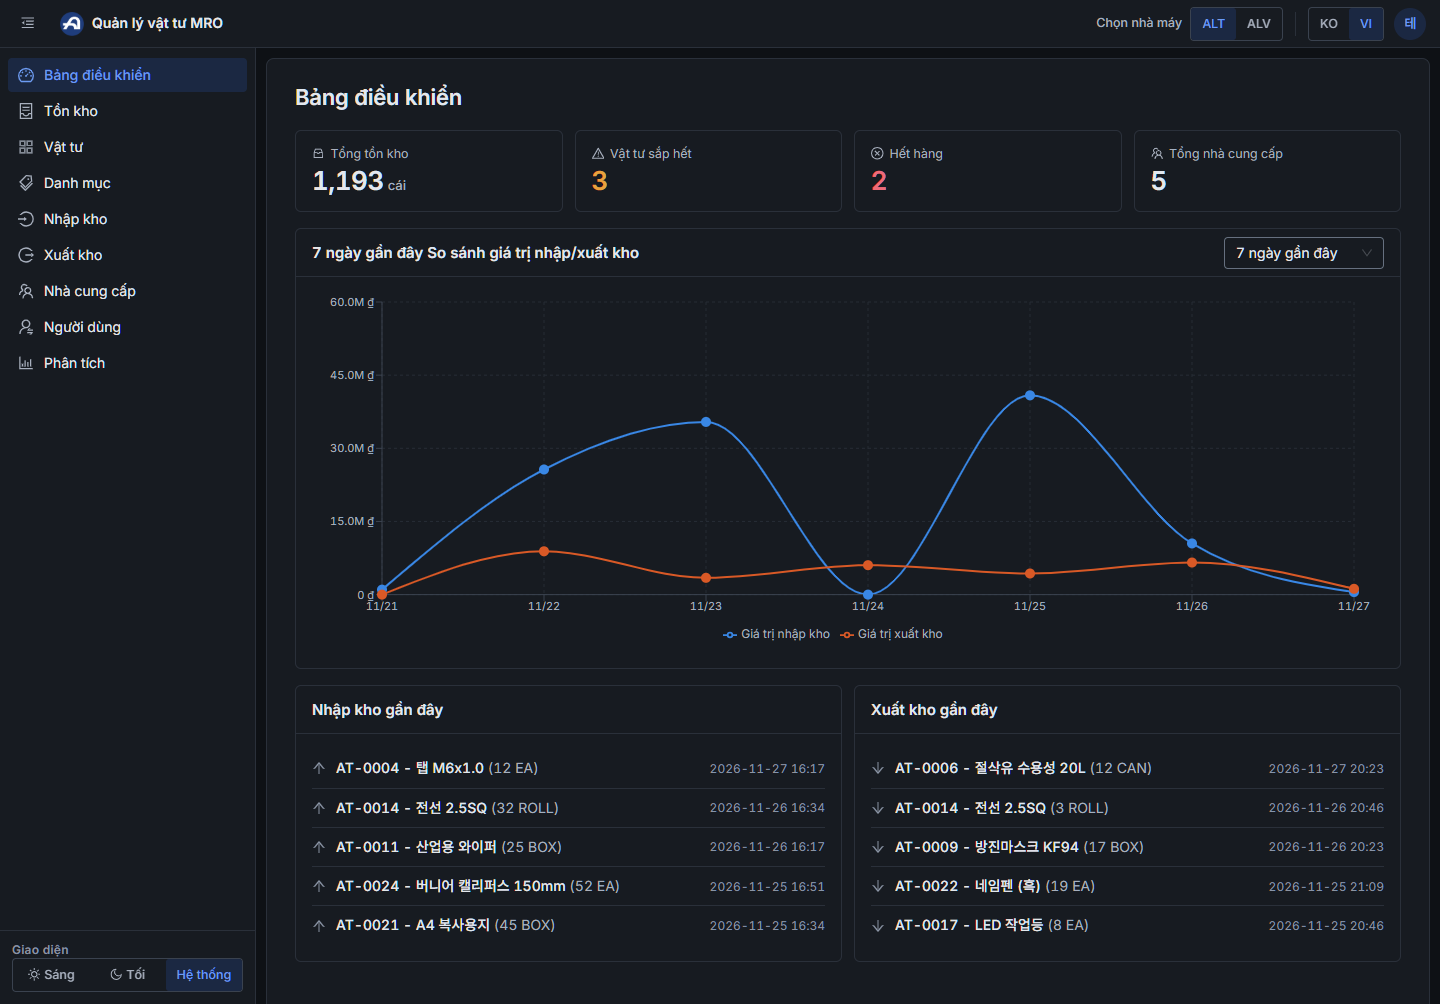 Quản lý vật tư MRO
Chọn nhà máy
ALT
ALV
KO
VI
테
Bảng điều khiển
Tồn kho
Vật tư
Danh mục
Nhập kho
Xuất kho
Nhà cung cấp
Người dùng
Phân tích
Giao diện
Sáng
Tối
Hệ thống
Bảng điều khiển
Tổng tồn kho
1,193 cái
Vật tư sắp hết
3
Hết hàng
2
Tổng nhà cung cấp
5
7 ngày gần đây So sánh giá trị nhập/xuất kho
7 ngày gần đây
60.0M ₫
45.0M ₫
30.0M ₫
15.0M ₫
0 ₫
11/21 11/22 11/23 11/24 11/25 11/26 11/27
Giá trị nhập kho Giá trị xuất kho
Nhập kho gần đây
AT-0004 - 탭 M6x1.0 (12 EA) 2026-11-27 16:17
AT-0014 - 전선 2.5SQ (32 ROLL) 2026-11-26 16:34
AT-0011 - 산업용 와이퍼 (25 BOX) 2026-11-26 16:17
AT-0024 - 버니어 캘리퍼스 150mm (52 EA) 2026-11-25 16:51
AT-0021 - A4 복사용지 (45 BOX) 2026-11-25 16:34
Xuất kho gần đây
AT-0006 - 절삭유 수용성 20L (12 CAN) 2026-11-27 20:23
AT-0014 - 전선 2.5SQ (3 ROLL) 2026-11-26 20:46
AT-0009 - 방진마스크 KF94 (17 BOX) 2026-11-26 20:23
AT-0022 - 네임펜 (흑) (19 EA) 2026-11-25 21:09
AT-0017 - LED 작업등 (8 EA) 2026-11-25 20:46